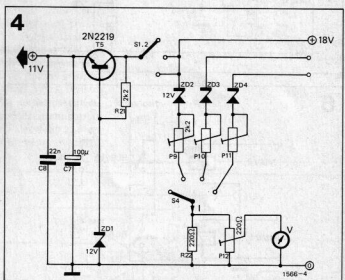 4
2N2219
T5
S1.2
18V
11V
R21
2k2
ZD2
12V
ZD3
ZD4
22n
C8
100µ
C7
P9
2k2
P10
P11
S4
I
ZD1
12V
220Ω
R22
220Ω
P12
V
1566-4